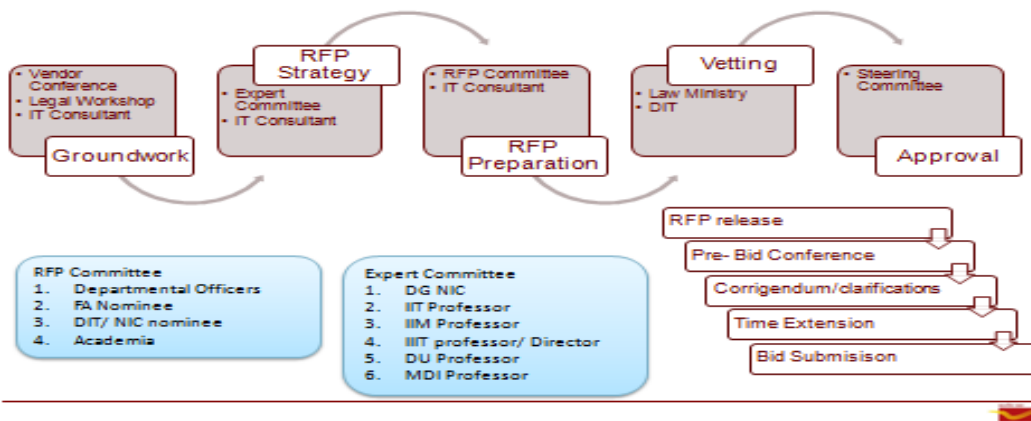 • Vendor
Conference
• Legal Workshop
• IT Consultant
Groundwork
RFP
Strategy
• Expert
Committee
• IT Consultant
• RFP Committee
• IT Consultant
RFP
Preparation
Vetting
• Law Ministry
• DIT
• Steering
Committee
Approval
RFP Committee
1. Departmental Officers
2. FA Nominee
3. DIT/ NIC nominee
4. Academia
Expert Committee
1. DG NIC
2. IIT Professor
3. IIM Professor
4. IIIT professor/ Director
5. DU Professor
6. MDI Professor
RFP release
Pre- Bid Conference
Corrigendum/clarifications
Time Extension
Bid Submisison